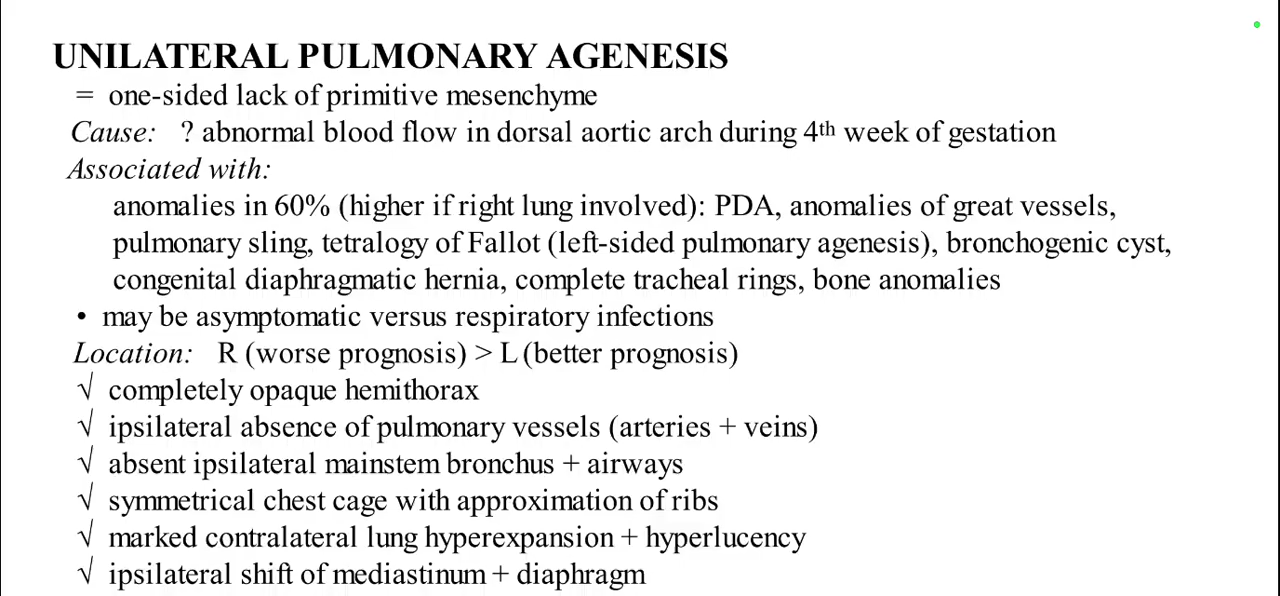 UNILATERAL PULMONARY AGENESIS
= one-sided lack of primitive mesenchyme
Cause: ? abnormal blood flow in dorsal aortic arch during 4th week of gestation
Associated with:
anomalies in 60% (higher if right lung involved): PDA, anomalies of great vessels,
pulmonary sling, tetralogy of Fallot (left-sided pulmonary agenesis), bronchogenic cyst,
congenital diaphragmatic hernia, complete tracheal rings, bone anomalies
• may be asymptomatic versus respiratory infections
Location: R (worse prognosis) > L (better prognosis)
√ completely opaque hemithorax
√ ipsilateral absence of pulmonary vessels (arteries + veins)
√ absent ipsilateral mainstem bronchus + airways
√ symmetrical chest cage with approximation of ribs
√ marked contralateral lung hyperexpansion + hyperlucency
√ ipsilateral shift of mediastinum + diaphragm